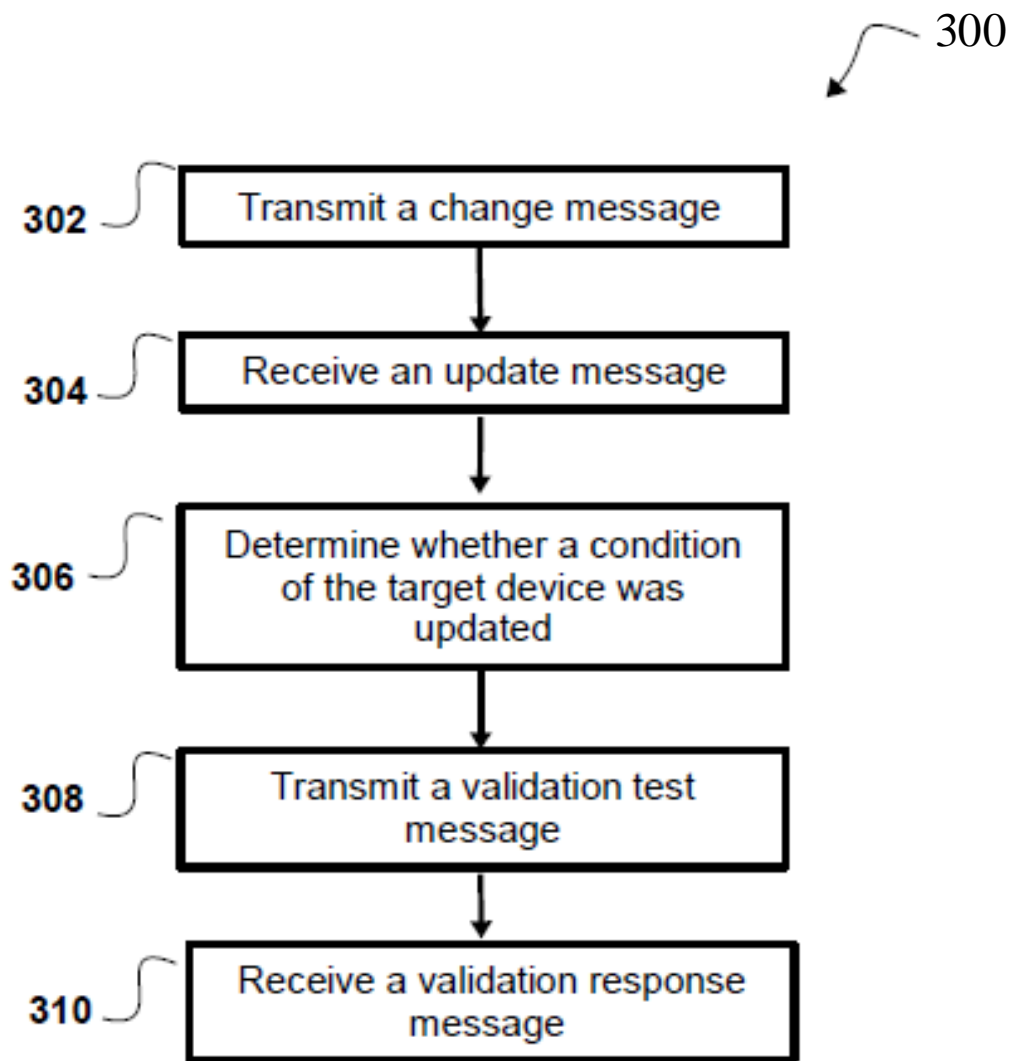 300
302
Transmit a change message
304
Receive an update message
306
Determine whether a condition
of the target device was
updated
308
Transmit a validation test
message
310
Receive a validation response
message